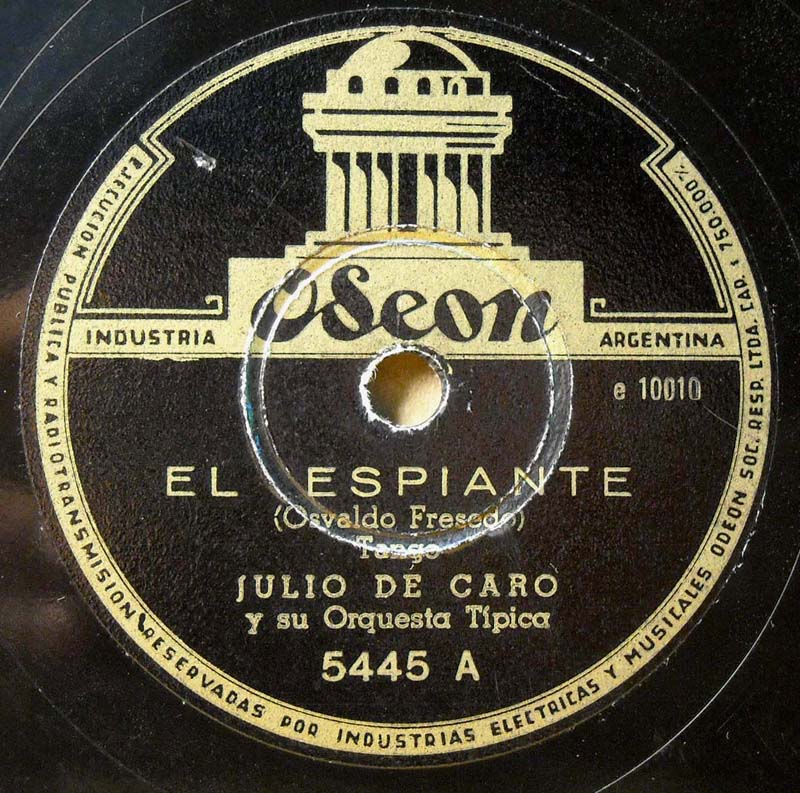 Odeon
INDUSTRIA ARGENTINA
e 10010
EL ESPIANTE
(Osvaldo Fresedo)
Tango
JULIO DE CARO
y su Orquesta Típica
5445 A
EJECUCION PUBLICA Y RADIOTRANSMISION RESERVADAS POR INDUSTRIAS ELECTRICAS Y MUSICALES ODEON SOC. RESP. LTDA. CAP. $ 750.000 %